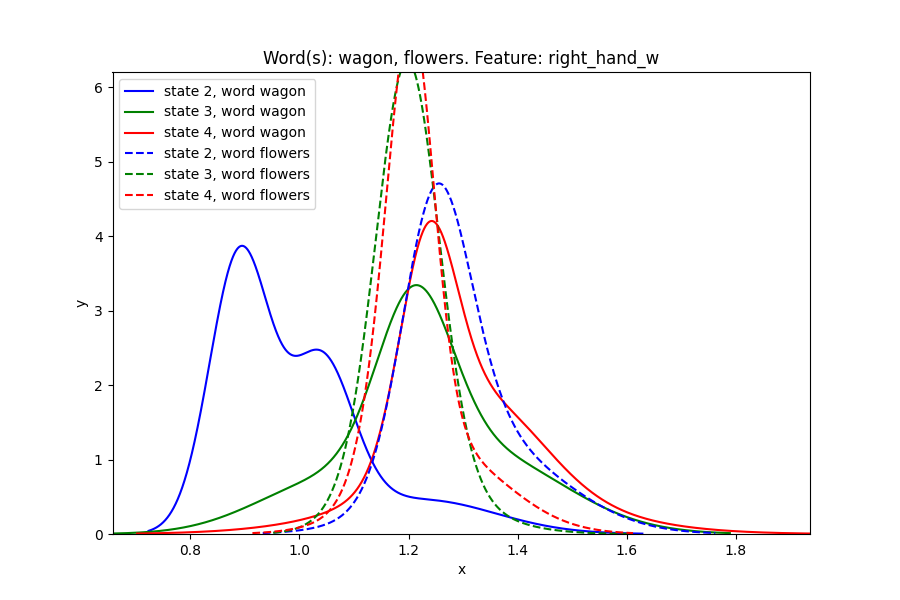 Word(s): wagon, flowers. Feature: right_hand_w
state 2, word wagon
state 3, word wagon
state 4, word wagon
state 2, word flowers
state 3, word flowers
state 4, word flowers
6
5
4
3
2
1
0
y
0.8 1.0 1.2 1.4 1.6 1.8
x